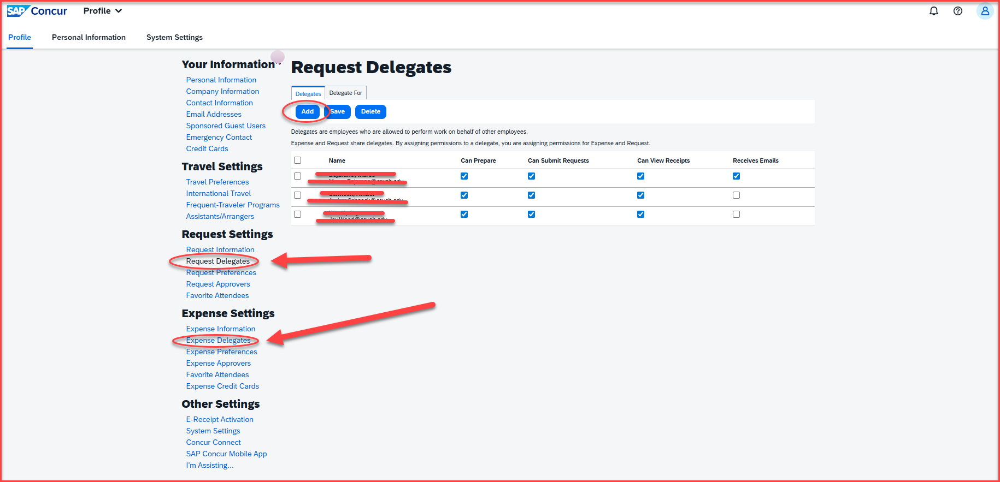 SAP Concur Profile
Profile Personal Information System Settings
Your Information
Personal Information
Company Information
Contact Information
Email Addresses
Sponsored Guest Users
Emergency Contact
Credit Cards
Travel Settings
Travel Preferences
International Travel
Frequent-Traveler Programs
Assistants/Arrangers
Request Settings
Request Information
Request Delegates
Request Preferences
Request Approvers
Favorite Attendees
Expense Settings
Expense Information
Expense Delegates
Expense Preferences
Expense Approvers
Favorite Attendees
Expense Credit Cards
Other Settings
E-Receipt Activation
System Settings
Concur Connect
SAP Concur Mobile App
I'm Assisting...
Request Delegates
Delegates Delegate For
Add Save Delete
Delegates are employees who are allowed to perform work on behalf of other employees.
Expense and Request share delegates. By assigning permissions to a delegate, you are assigning permissions for Expense and Request.
Name Can Prepare Can Submit Requests Can View Receipts Receives Emails